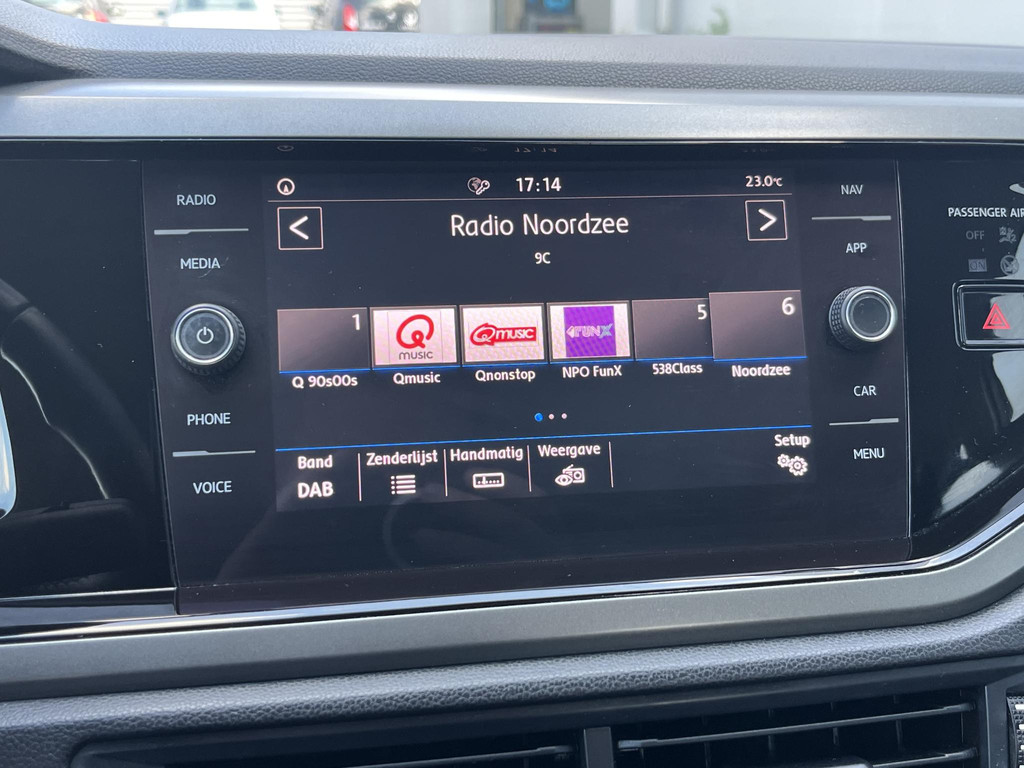 RADIO
MEDIA
PHONE
VOICE
17:14
23.0°C
Radio Noordzee
9C
1
5
6
Q
MUSIC
Q MUSIC
FUNX
Q 90s00s
Qmusic
Qnonstop
NPO FunX
538Class
Noordzee
Band
DAB
Zenderlijst
Handmatig
Weergave
Setup
NAV
APP
CAR
MENU
PASSENGER AIR
OFF
ON